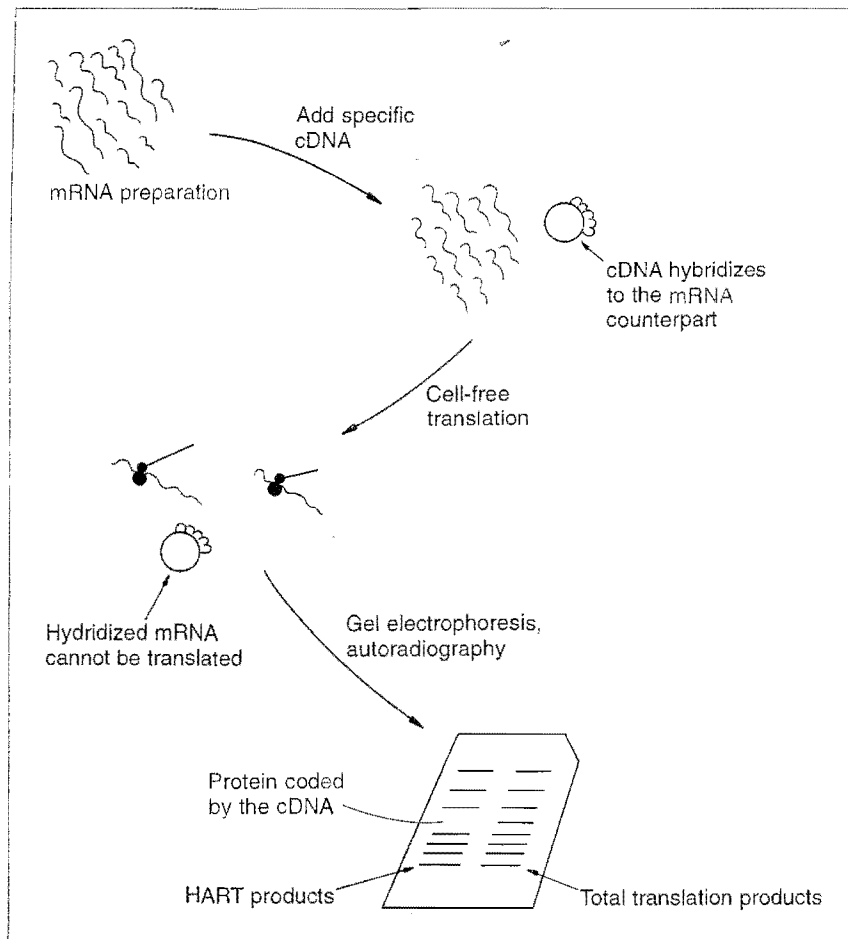 Add specific
cDNA
mRNA preparation
cDNA hybridizes
to the mRNA
counterpart
Cell-free
translation
Hydridized mRNA
cannot be translated
Gel electrophoresis,
autoradiography
Protein coded
by the cDNA
HART products
Total translation products